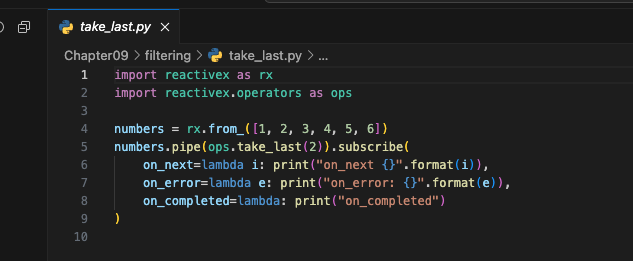 take_last.py ×
Chapter09 > filtering > take_last.py > ...
1 import reactivex as rx
2 import reactivex.operators as ops
3
4 numbers = rx.from_([1, 2, 3, 4, 5, 6])
5 numbers.pipe(ops.take_last(2)).subscribe(
6     on_next=lambda i: print("on_next {}".format(i)),
7     on_error=lambda e: print("on_error: {}".format(e)),
8     on_completed=lambda: print("on_completed")
9 )
10